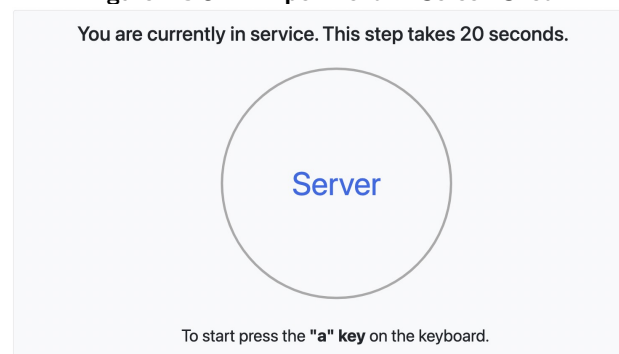 You are currently in service. This step takes 20 seconds.
Server
To start press the "a" key on the keyboard.